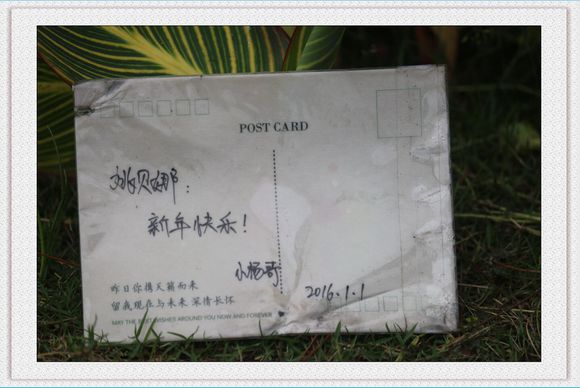 POST CARD
姚贝娜：
新年快乐！
小杨哥
2016.1.1
昨日你携天籁而来
留我现在与未来 深情长怀
MAY THE BEST WISHES AROUND YOU NOW AND FOREVER